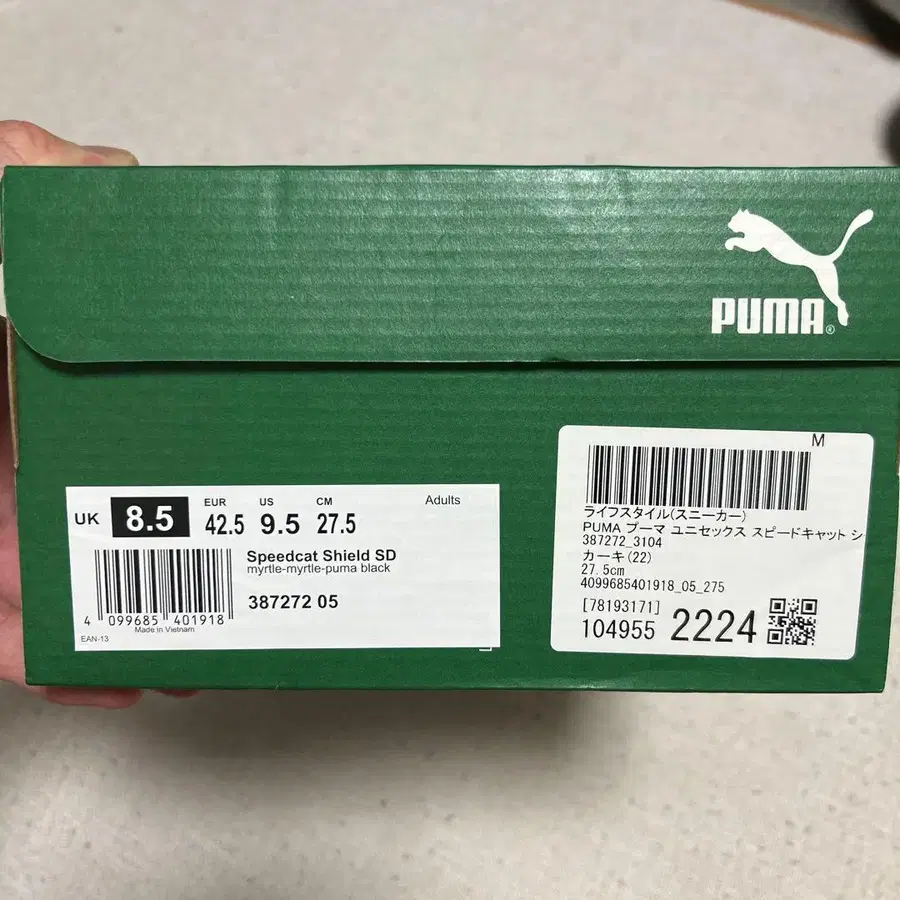 PUMA®
UK 8.5 EUR 42.5 US 9.5 CM 27.5 Adults
Speedcat Shield SD
myrtle-myrtle-puma black
387272 05
4 099685 401918
Made in Vietnam
EAN-13
M
ライフスタイル(スニーカー)
PUMA プーマ ユニセックス スピードキャット シ
387272_3104
カーキ(22)
27.5cm
4099685401918_05_275
[78193171]
104955 2224